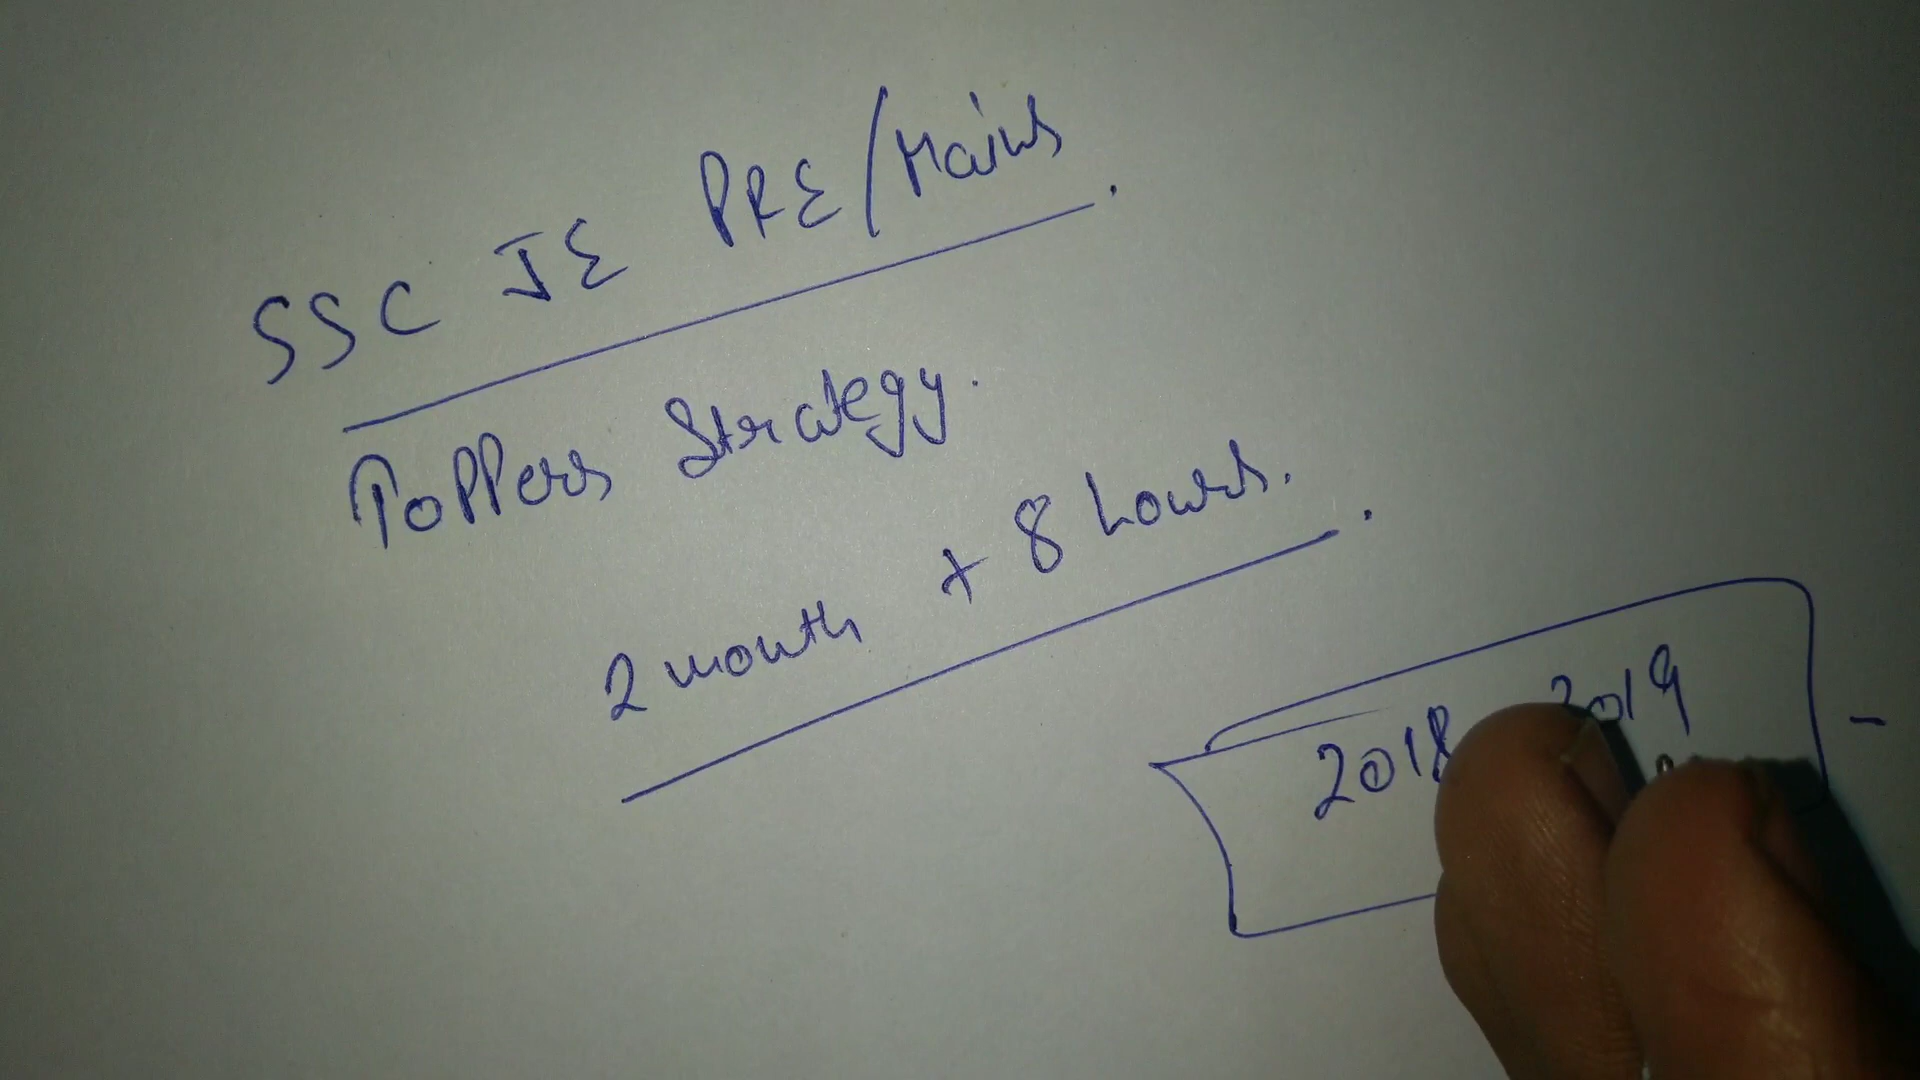 SSC JE PRE/Mains.
Toppers Strategy.
2 month + 8 hours.
2018 2019